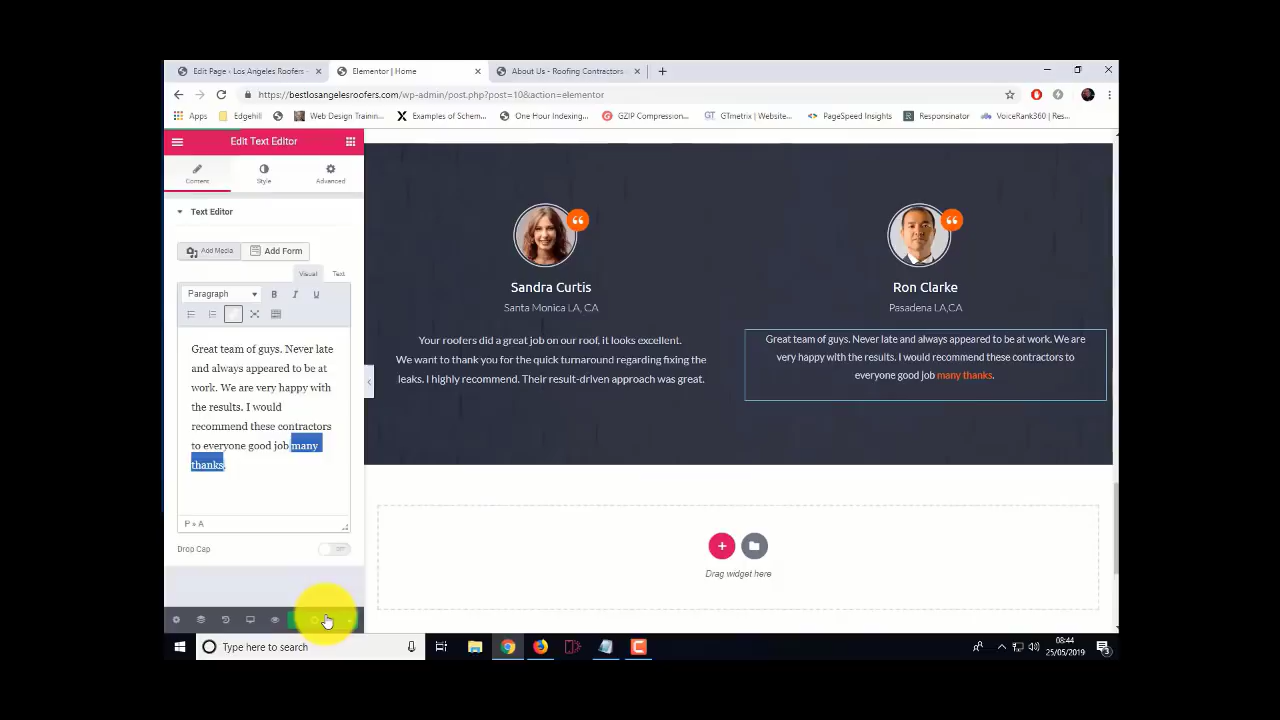 Edit Page ‹ Los Angeles Roofers -
Elementor | Home
About Us - Roofing Contractors
https://bestlosangelesroofers.com/wp-admin/post.php?post=10&action=elementor
Apps
Edgehill
Web Design Trainin...
Examples of Schem...
One Hour Indexing...
GZIP Compression...
GTmetrix | Website...
PageSpeed Insights
Responsinator
VoiceRank360 | Res...
Edit Text Editor
Content
Style
Advanced
Text Editor
Add Media
Add Form
Visual
Text
Paragraph
B
I
U
Great team of guys. Never late
and always appeared to be at
work. We are very happy with
the results. I would
recommend these contractors
to everyone good job many
thanks.
P » A
Drop Cap
Sandra Curtis
Santa Monica LA, CA
Your roofers did a great job on our roof, it looks excellent.
We want to thank you for the quick turnaround regarding fixing the
leaks. I highly recommend. Their result-driven approach was great.
Ron Clarke
Pasadena LA,CA
Great team of guys. Never late and always appeared to be at work. We are
very happy with the results. I would recommend these contractors to
everyone good job many thanks.
Drag widget here
Type here to search
08:44
25/05/2019
3